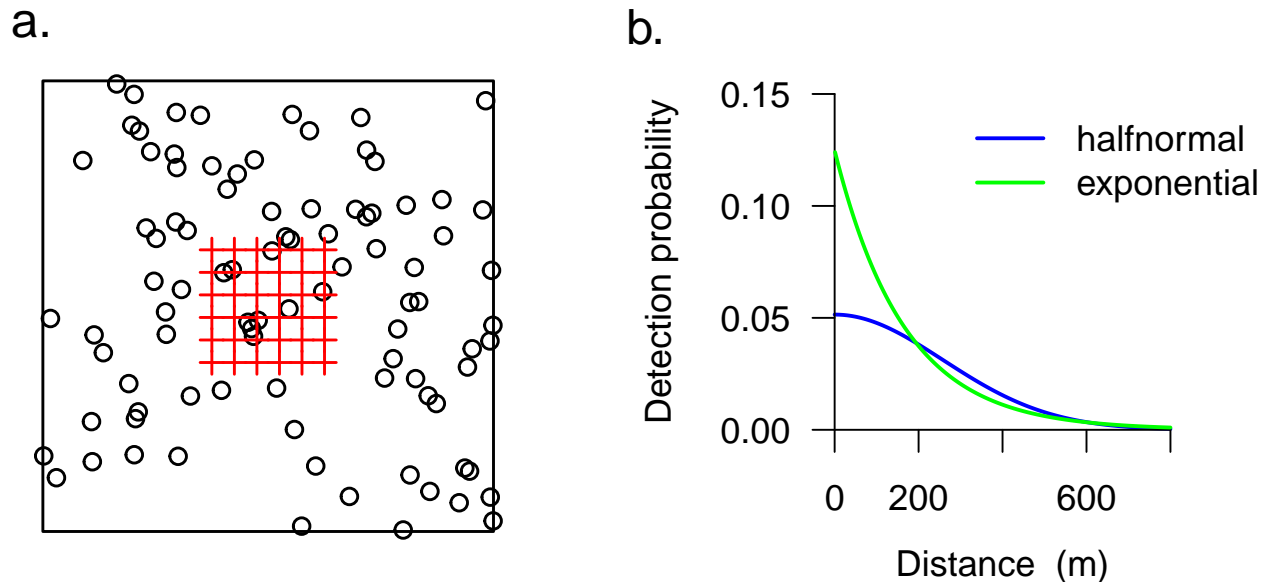 a.
b.
0.15
0.10
0.05
0.00
Detection probability
halfnormal
exponential
0
200
600
Distance (m)